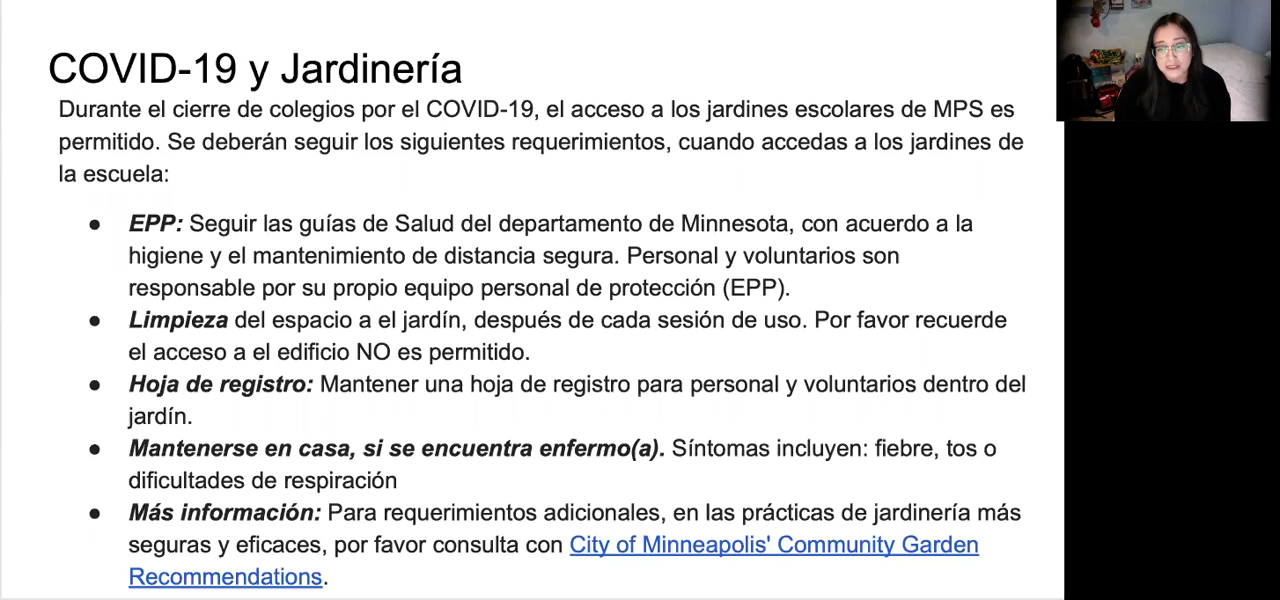 COVID-19 y Jardinería
Durante el cierre de colegios por el COVID-19, el acceso a los jardines escolares de MPS es
permitido. Se deberán seguir los siguientes requerimientos, cuando accedas a los jardines de
la escuela:
● EPP: Seguir las guías de Salud del departamento de Minnesota, con acuerdo a la
higiene y el mantenimiento de distancia segura. Personal y voluntarios son
responsable por su propio equipo personal de protección (EPP).
● Limpieza del espacio a el jardín, después de cada sesión de uso. Por favor recuerde
el acceso a el edificio NO es permitido.
● Hoja de registro: Mantener una hoja de registro para personal y voluntarios dentro del
jardín.
● Mantenerse en casa, si se encuentra enfermo(a). Síntomas incluyen: fiebre, tos o
dificultades de respiración
● Más información: Para requerimientos adicionales, en las prácticas de jardinería más
seguras y eficaces, por favor consulta con City of Minneapolis' Community Garden
Recommendations.